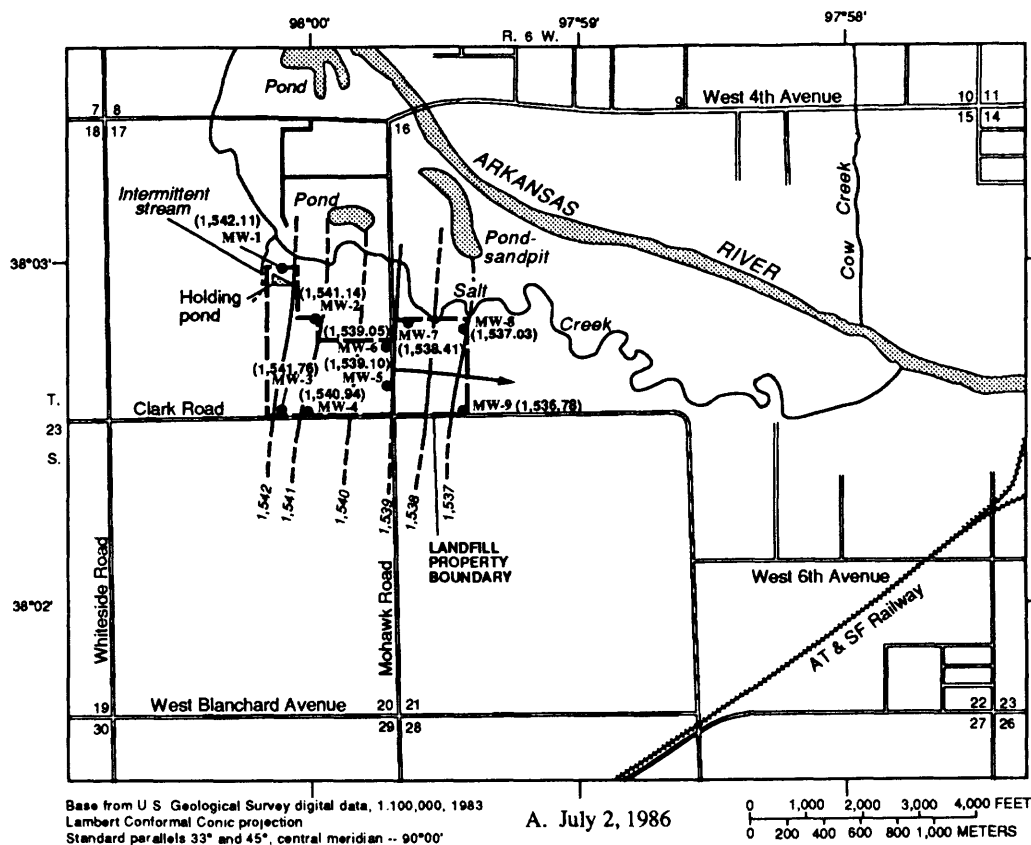 98°00'
97°59'
97°58'
R. 6 W.
Pond
7 8
18 17
16
9
West 4th Avenue
10 11
15 14
ARKANSAS
RIVER
Creek
Cow
Intermittent
stream
(1,542.11)
MW-1
Pond
Pond-
sandpit
38°03'
Holding
pond
(1,541.14)
MW-2
Salt
Creek
(1,539.05)
MW-6
MW-7
(1,538.41)
MW-8
(1,537.03)
(1,541.76)
MW-3
(1,539.10)
MW-5
(1,540.94)
MW-4
MW-9 (1,536.78)
T.
23
S.
Clark Road
1,542
1,541
1,540
1,539
1,538
1,537
LANDFILL
PROPERTY
BOUNDARY
Whiteside Road
Mohawk Road
West 6th Avenue
AT & SF Railway
38°02'
19
30
West Blanchard Avenue
20 21
29 28
22 23
27 26
Base from U S Geological Survey digital data, 1:100,000, 1983
Lambert Conformal Conic projection
Standard parallels 33° and 45°, central meridian -- 90°00'
A. July 2, 1986
0 1,000 2,000 3,000 4,000 FEET
0 200 400 600 800 1,000 METERS